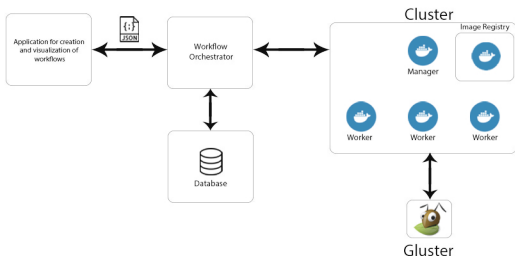 Application for creation
and visualization of
workflows
{:}
JSON
Workflow
Orchestrator
Database
Cluster
Image Registry
Manager
Worker
Worker
Worker
Gluster